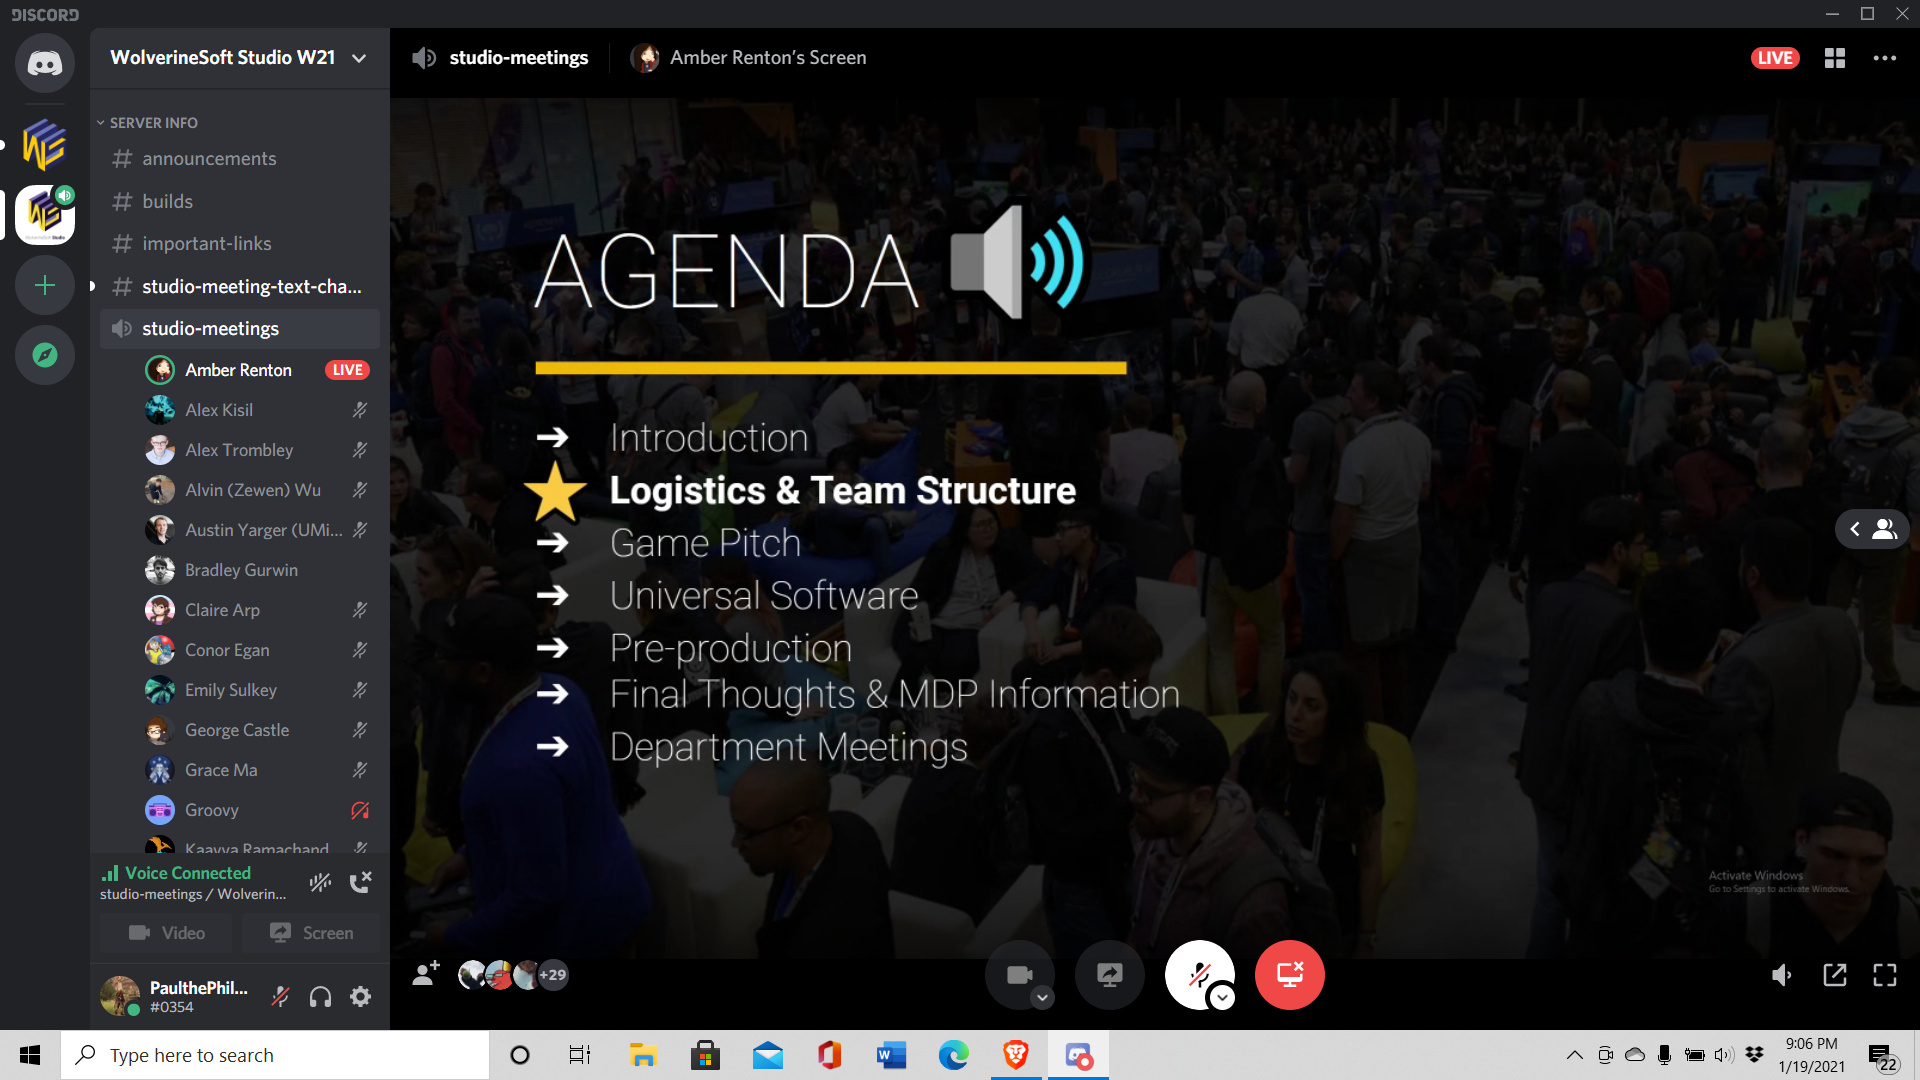 DISCORD
WolverineSoft Studio W21
studio-meetings
Amber Renton's Screen
LIVE
SERVER INFO
announcements
builds
important-links
studio-meeting-text-cha...
studio-meetings
Amber Renton
LIVE
Alex Kisil
Alex Trombley
Alvin (Zewen) Wu
Austin Yarger (UMi...
Bradley Gurwin
Claire Arp
Conor Egan
Emily Sulkey
George Castle
Grace Ma
Groovy
Kaavya Ramachand
Voice Connected
studio-meetings / Wolverin...
Video
Screen
PaulthePhil...
#0354
AGENDA
Introduction
Logistics & Team Structure
Game Pitch
Universal Software
Pre-production
Final Thoughts & MDP Information
Department Meetings
Activate Windows
Go to Settings to activate Windows.
+29
Type here to search
9:06 PM
1/19/2021
22